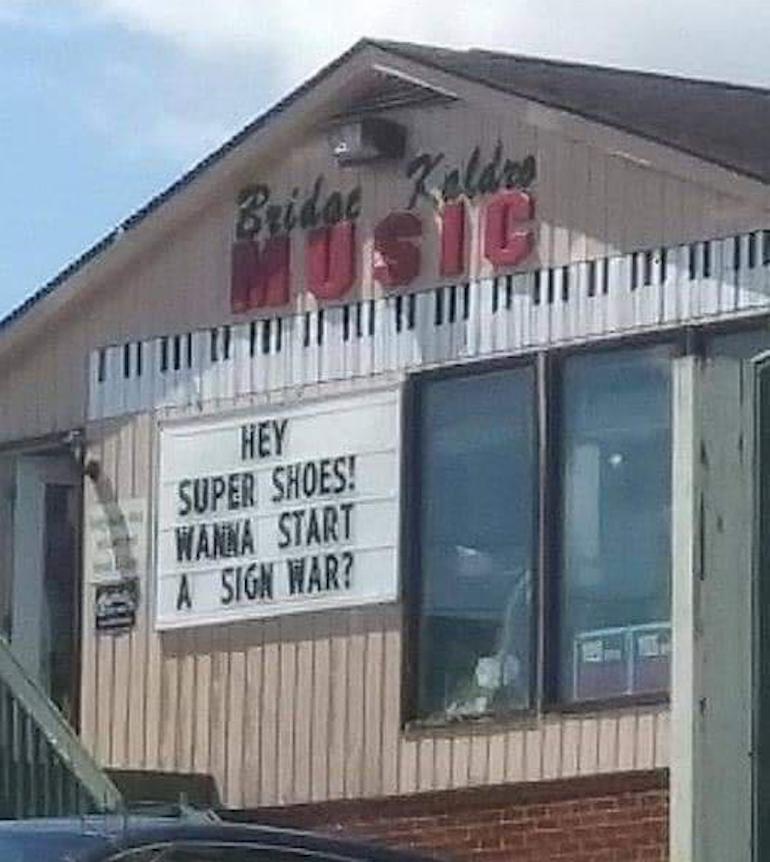 MUSIC
HEY
SUPER SHOES!
WANNA START
A SIGN WAR?